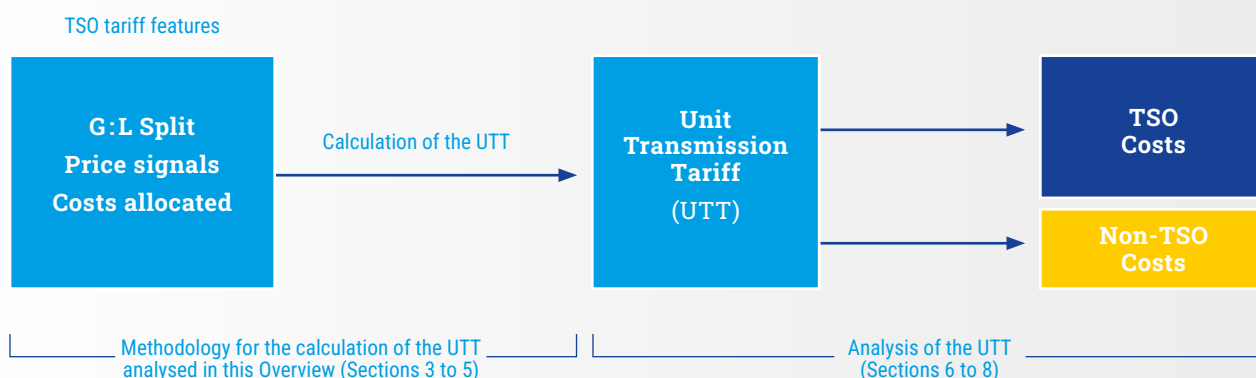 TSO tariff features
G:L Split
Price signals
Costs allocated
Calculation of the UTT
Unit
Transmission
Tariff
(UTT)
TSO
Costs
Non-TSO
Costs
Methodology for the calculation of the UTT
analysed in this Overview (Sections 3 to 5)
Analysis of the UTT
(Sections 6 to 8)